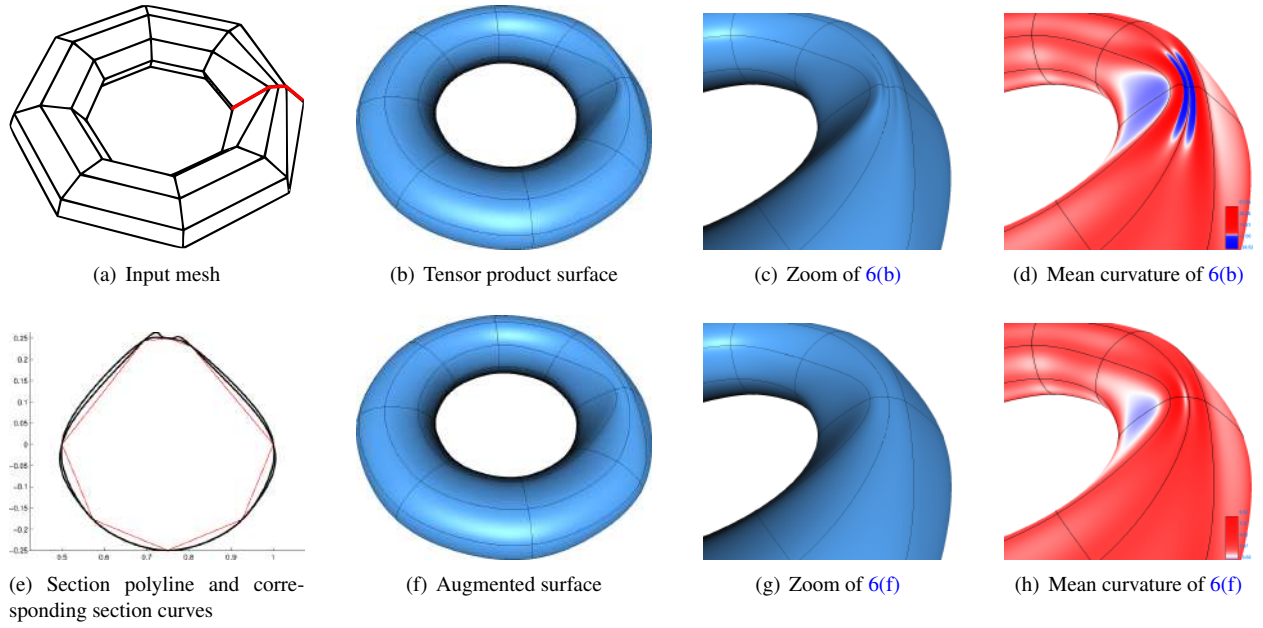 (a) Input mesh
(b) Tensor product surface
(c) Zoom of 6(b)
(d) Mean curvature of 6(b)
0.25
0.2
0.15
0.1
0.05
0
−0.05
−0.1
−0.15
−0.2
−0.25
0.5
0.6
0.7
0.8
0.9
1
(e) Section polyline and corre-
sponding section curves
(f) Augmented surface
(g) Zoom of 6(f)
(h) Mean curvature of 6(f)